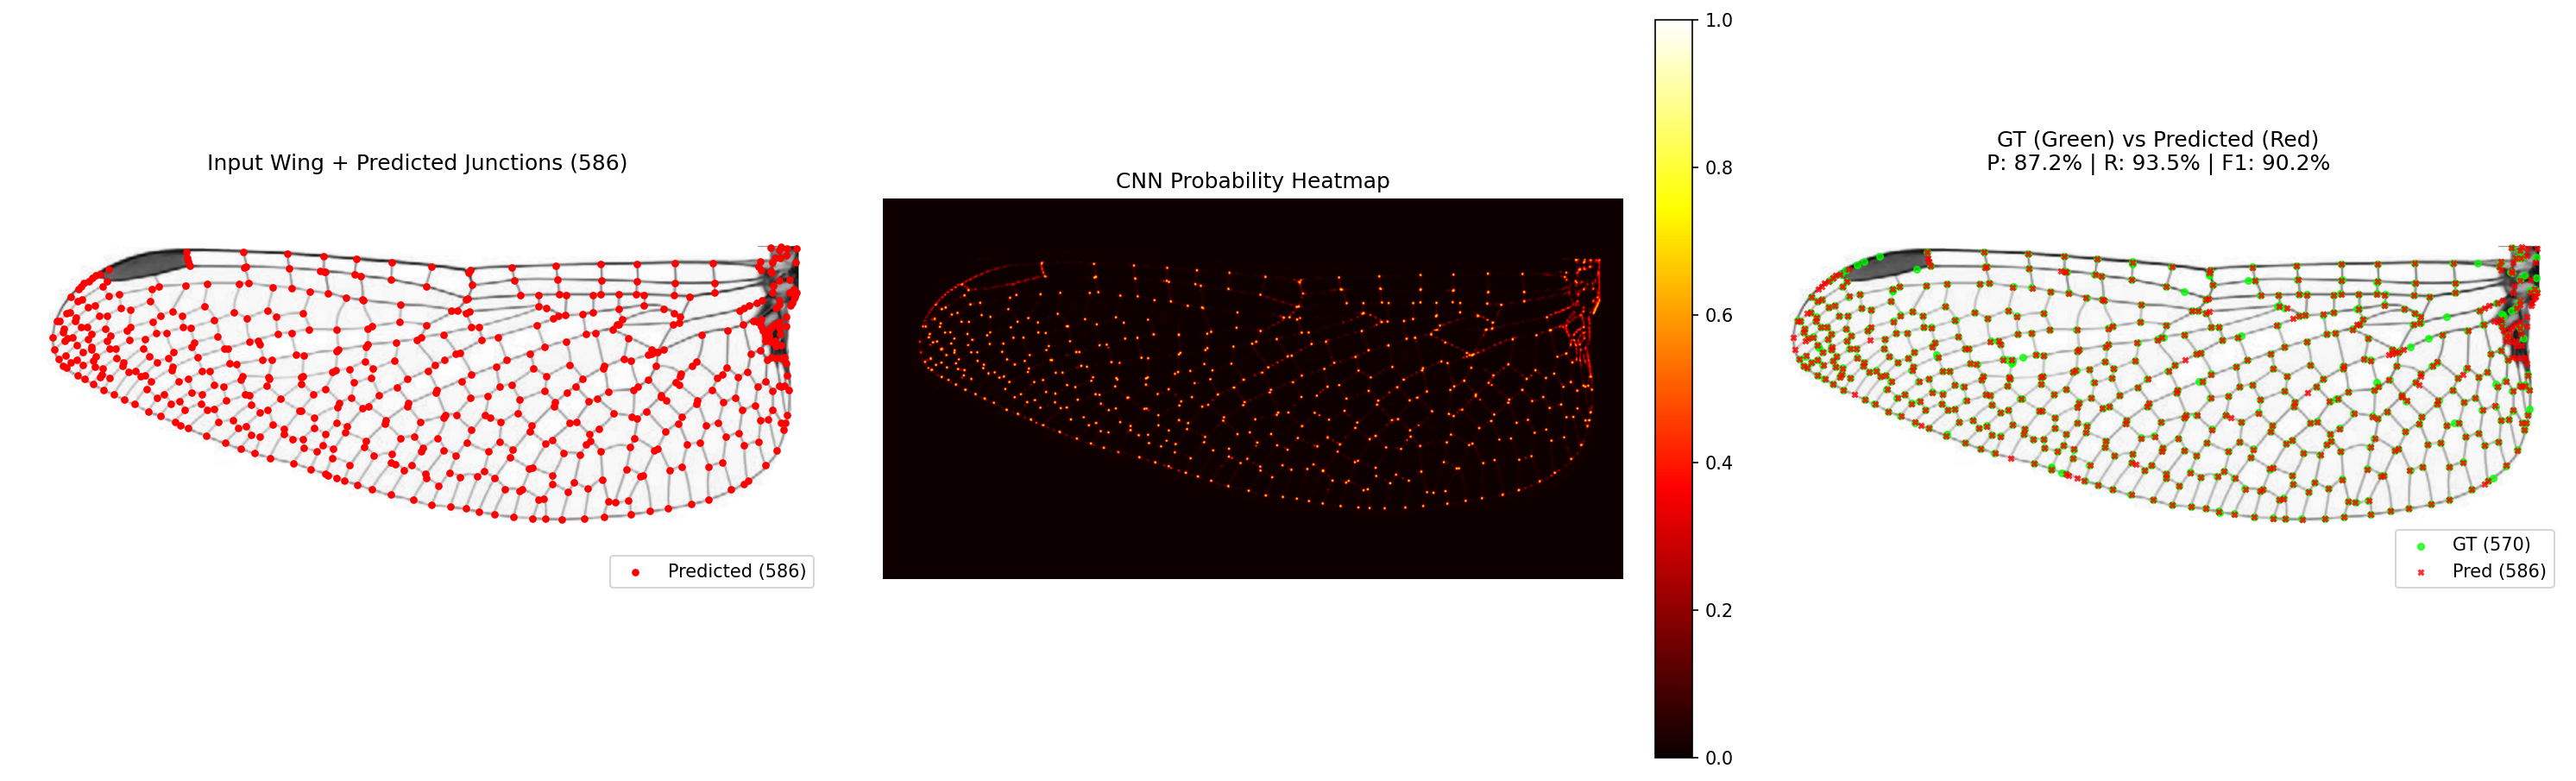 Input Wing + Predicted Junctions (586)
Predicted (586)
CNN Probability Heatmap
1.0
0.8
0.6
0.4
0.2
0.0
GT (Green) vs Predicted (Red)
P: 87.2% | R: 93.5% | F1: 90.2%
GT (570)
Pred (586)